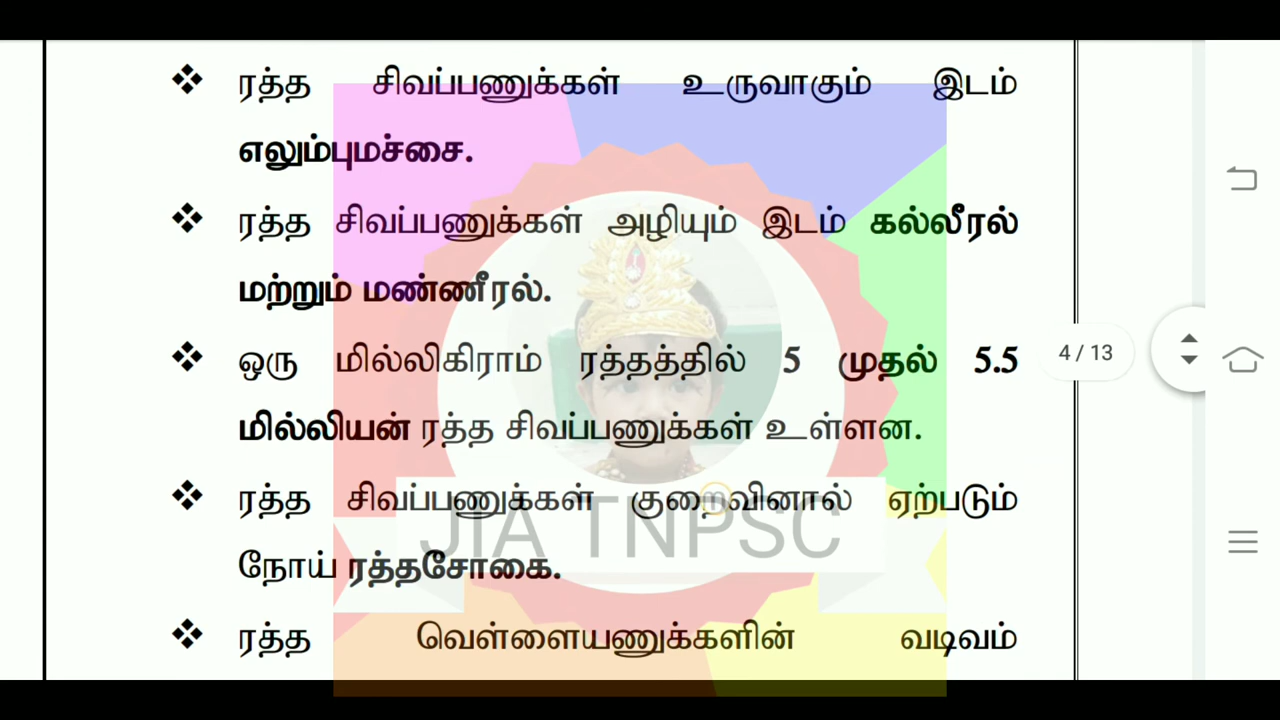 ❖ ரத்த சிவப்பணுக்கள் உருவாகும் இடம்
எலும்புமச்சை.
❖ ரத்த சிவப்பணுக்கள் அழியும் இடம் கல்லீரல்
மற்றும் மண்ணீரல்.
❖ ஒரு மில்லிகிராம் ரத்தத்தில் 5 முதல் 5.5
மில்லியன் ரத்த சிவப்பணுக்கள் உள்ளன.
❖ ரத்த சிவப்பணுக்கள் குறைவினால் ஏற்படும்
நோய் ரத்தசோகை.
❖ ரத்த வெள்ளையணுக்களின் வடிவம்
JIA TNPSC
4 / 13